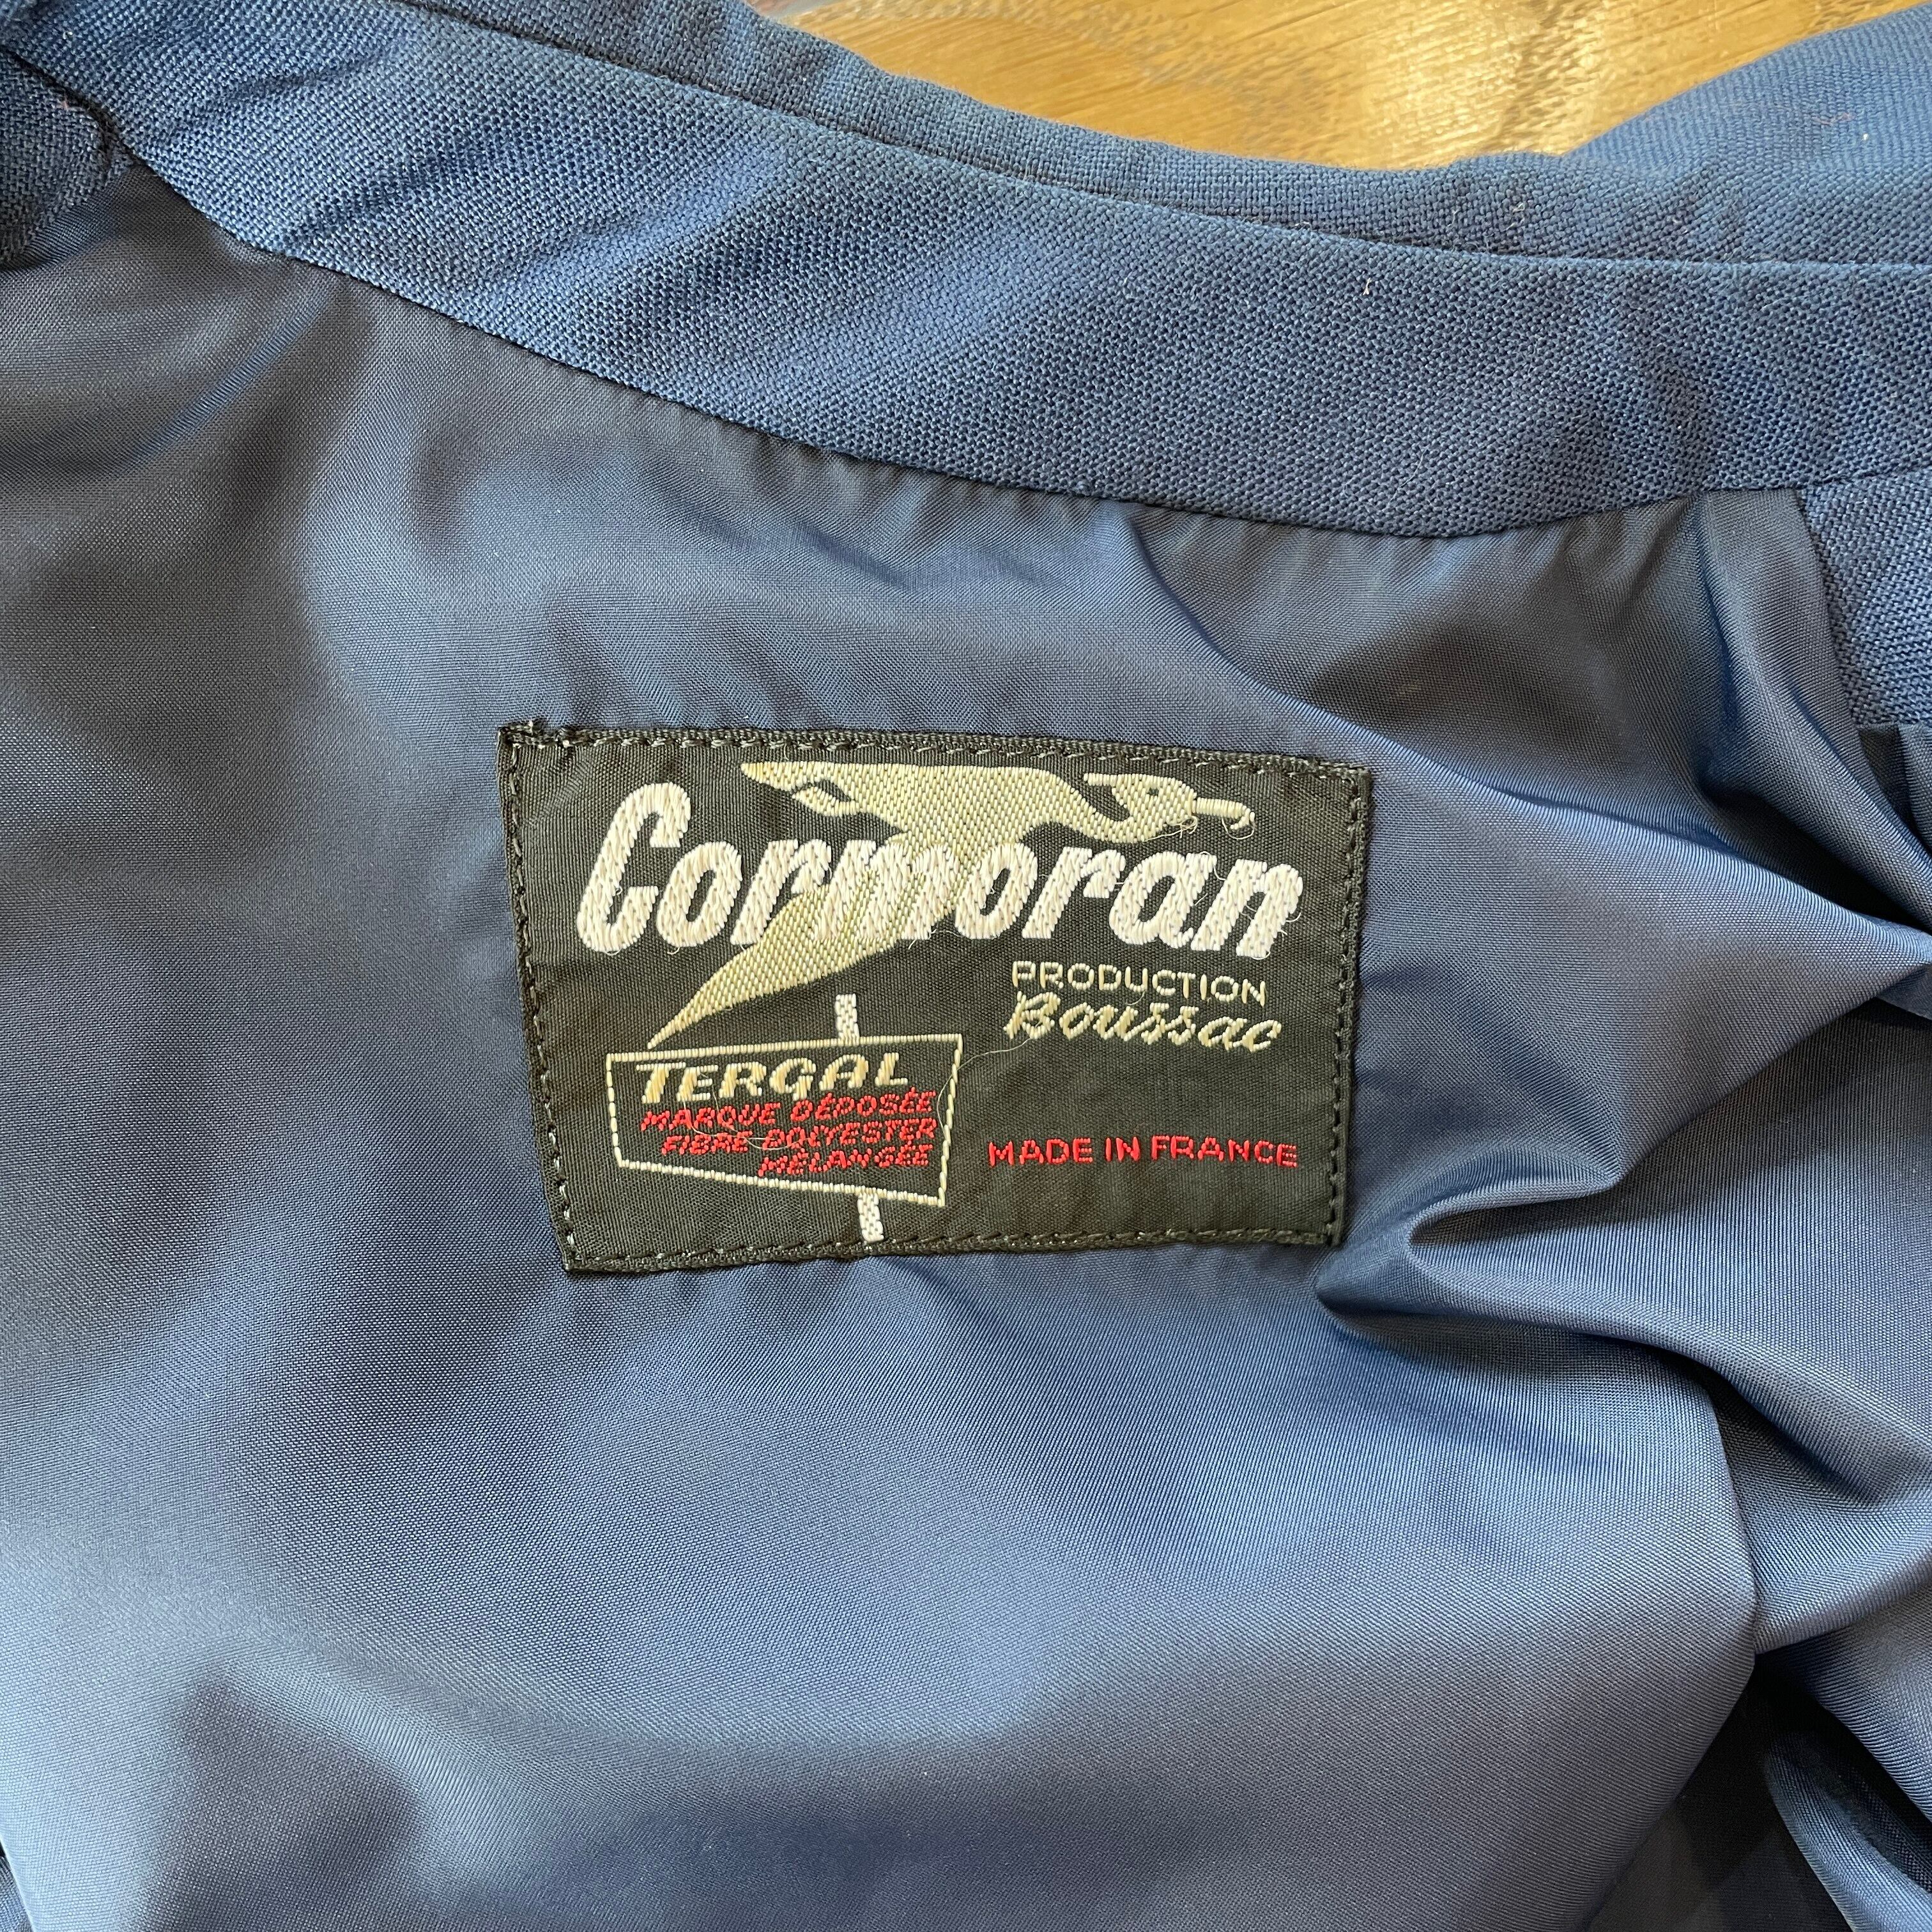 Cormoran
PRODUCTION
Boussac
TERGAL
MARQUE DÉPOSÉE
FIBRE POLYESTER
MÉLANGÉE
MADE IN FRANCE